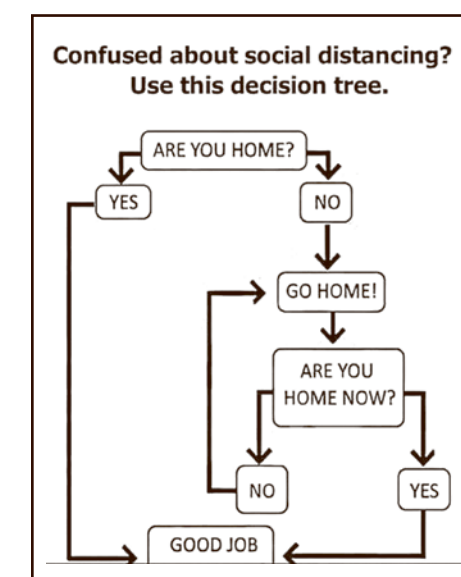 Confused about social distancing?
Use this decision tree.
ARE YOU HOME?
YES
NO
GO HOME!
ARE YOU
HOME NOW?
NO
YES
GOOD JOB